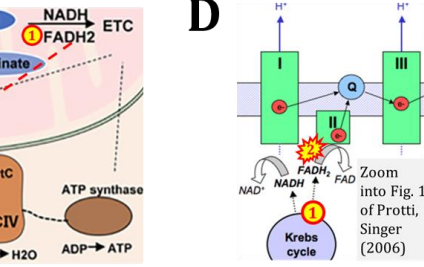 NADH
1 FADH2
ETC
inate
tC
CIV
H2O
ATP synthase
ADP → ATP
D
H⁺
H⁺
I
III
Q
e-
e-
II
e-
2
NAD⁺
NADH
FADH₂
FAD
1
Krebs
cycle
Zoom
into Fig. 1
of Protti,
Singer
(2006)